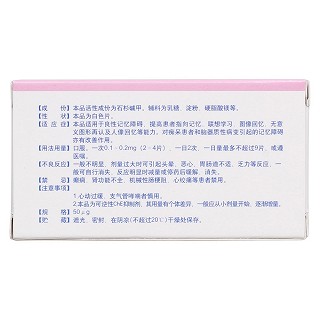 【成    份】本品活性成份为石杉碱甲。辅料为乳糖、淀粉、硬脂酸镁等。
【性    状】本品为白色片。
【适 应 症】本品适用于良性记忆障碍，提高患者指向记忆、联想学习、图像回忆、无意
义图形再认及人像回忆等能力。对痴呆患者和脑器质性病变引起的记忆障碍
亦有改善作用。
【用法用量】口服。一次0.1-0.2mg（2-4片），一日2次，一日量最多不超过9片，或遵
医嘱。
【不良反应】一般不明显，剂量过大时可引起头晕、恶心、胃肠道不适、乏力等反应，一
般可自行消失，反应明显时减量或停药后缓解、消失。
【禁    忌】癫痫、肾功能不全、机械性肠梗阻、心绞痛等患者禁用。
【注意事项】
1.心动过缓、支气管哮喘者慎用。
2.本品为可逆性ChE抑制剂，其用量有个体差异，一般应从小剂量开始，逐渐增量。
【规    格】50μg
【贮    藏】遮光，密封，在阴凉(不超过20℃)干燥处保存。